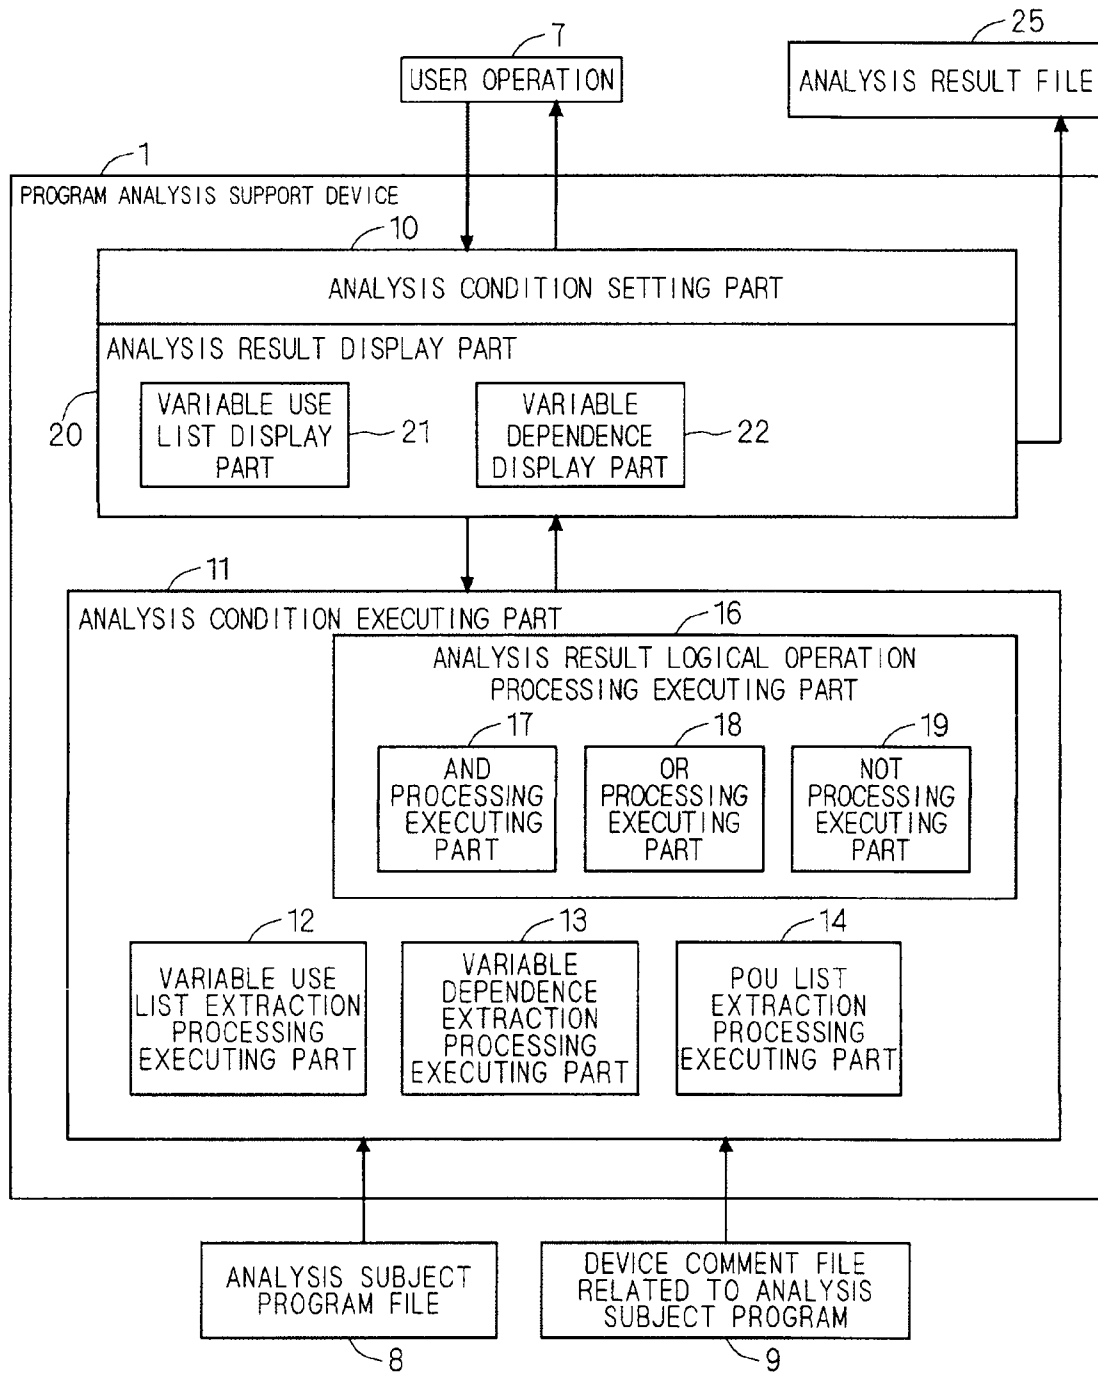 7
25
USER OPERATION
ANALYSIS RESULT FILE
1
PROGRAM ANALYSIS SUPPORT DEVICE
10
ANALYSIS CONDITION SETTING PART
ANALYSIS RESULT DISPLAY PART
20
VARIABLE USE
LIST DISPLAY
PART
21
VARIABLE
DEPENDENCE
DISPLAY PART
22
11
ANALYSIS CONDITION EXECUTING PART
16
ANALYSIS RESULT LOGICAL OPERATION
PROCESSING EXECUTING PART
17
18
19
AND
PROCESSING
EXECUTING
PART
OR
PROCESSING
EXECUTING
PART
NOT
PROCESSING
EXECUTING
PART
12
13
14
VARIABLE USE
LIST EXTRACTION
PROCESSING
EXECUTING PART
VARIABLE
DEPENDENCE
EXTRACTION
PROCESSING
EXECUTING PART
POU LIST
EXTRACTION
PROCESSING
EXECUTING PART
ANALYSIS SUBJECT
PROGRAM FILE
8
DEVICE COMMENT FILE
RELATED TO ANALYSIS
SUBJECT PROGRAM
9